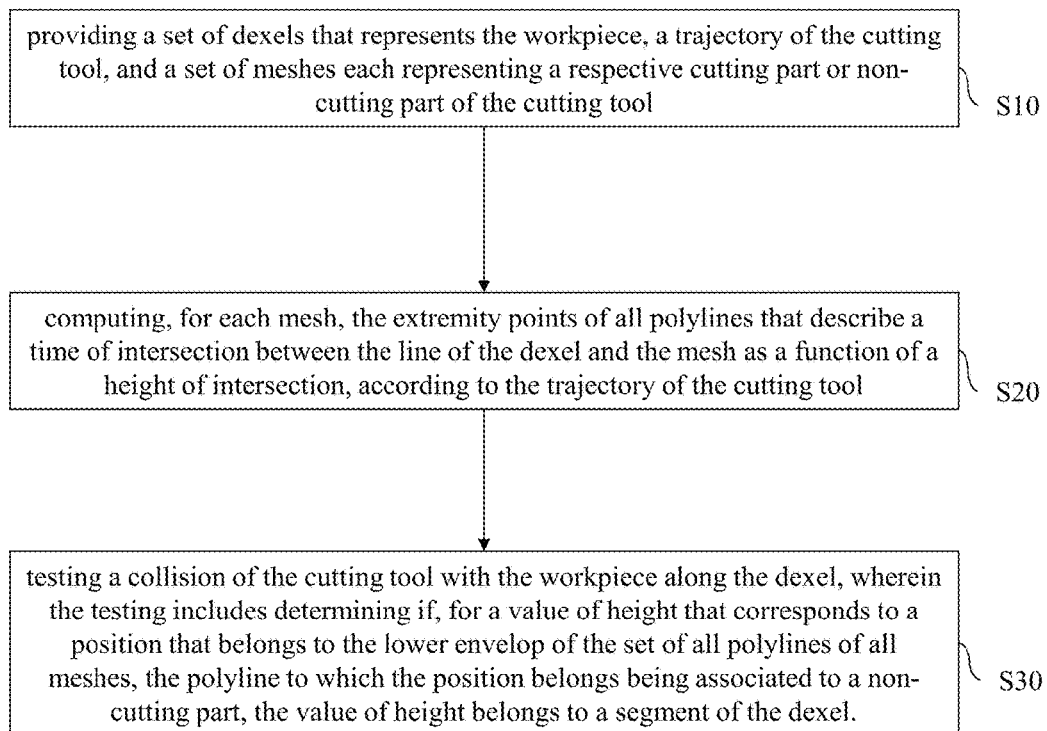 providing a set of dexels that represents the workpiece, a trajectory of the cutting
tool, and a set of meshes each representing a respective cutting part or non-
cutting part of the cutting tool
S10
computing, for each mesh, the extremity points of all polylines that describe a
time of intersection between the line of the dexel and the mesh as a function of a
height of intersection, according to the trajectory of the cutting tool
S20
testing a collision of the cutting tool with the workpiece along the dexel, wherein
the testing includes determining if, for a value of height that corresponds to a
position that belongs to the lower envelop of the set of all polylines of all
meshes, the polyline to which the position belongs being associated to a non-
cutting part, the value of height belongs to a segment of the dexel.
S30